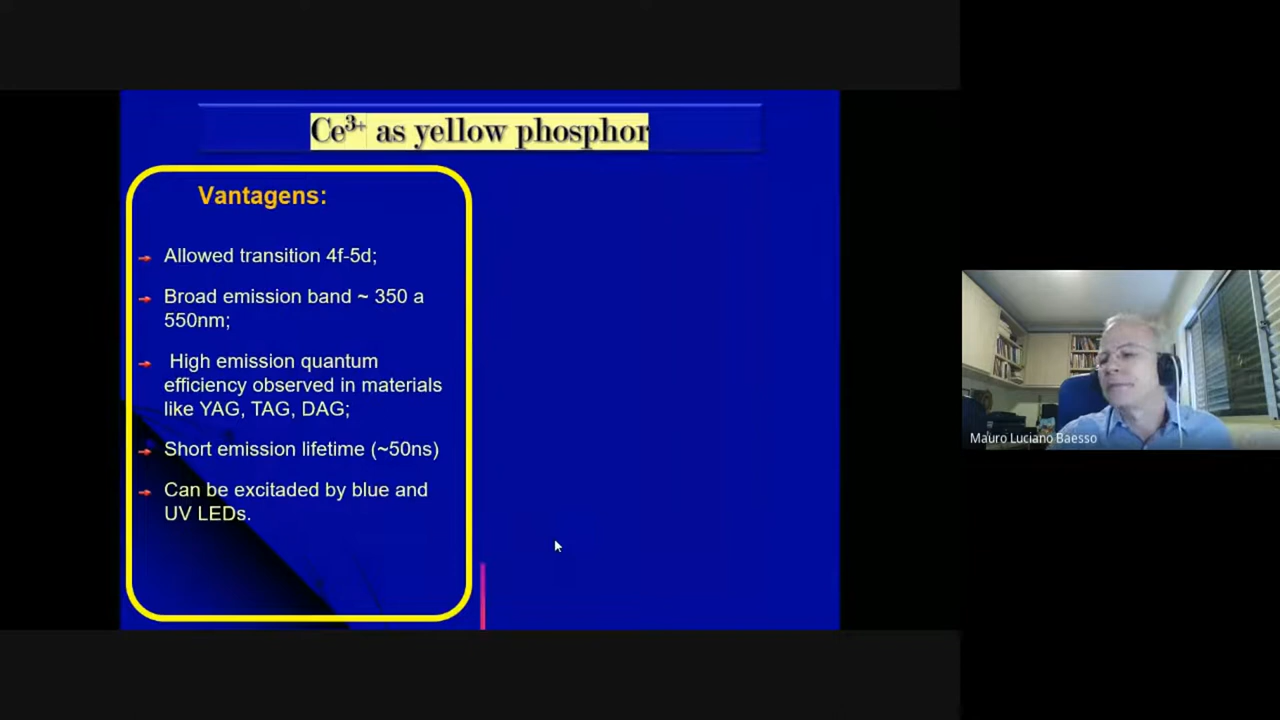 Ce³⁺ as yellow phosphor
Vantagens:
Allowed transition 4f-5d;
Broad emission band ~ 350 a
550nm;
High emission quantum
efficiency observed in materials
like YAG, TAG, DAG;
Short emission lifetime (~50ns)
Can be excitaded by blue and
UV LEDs.
Mauro Luciano Baesso